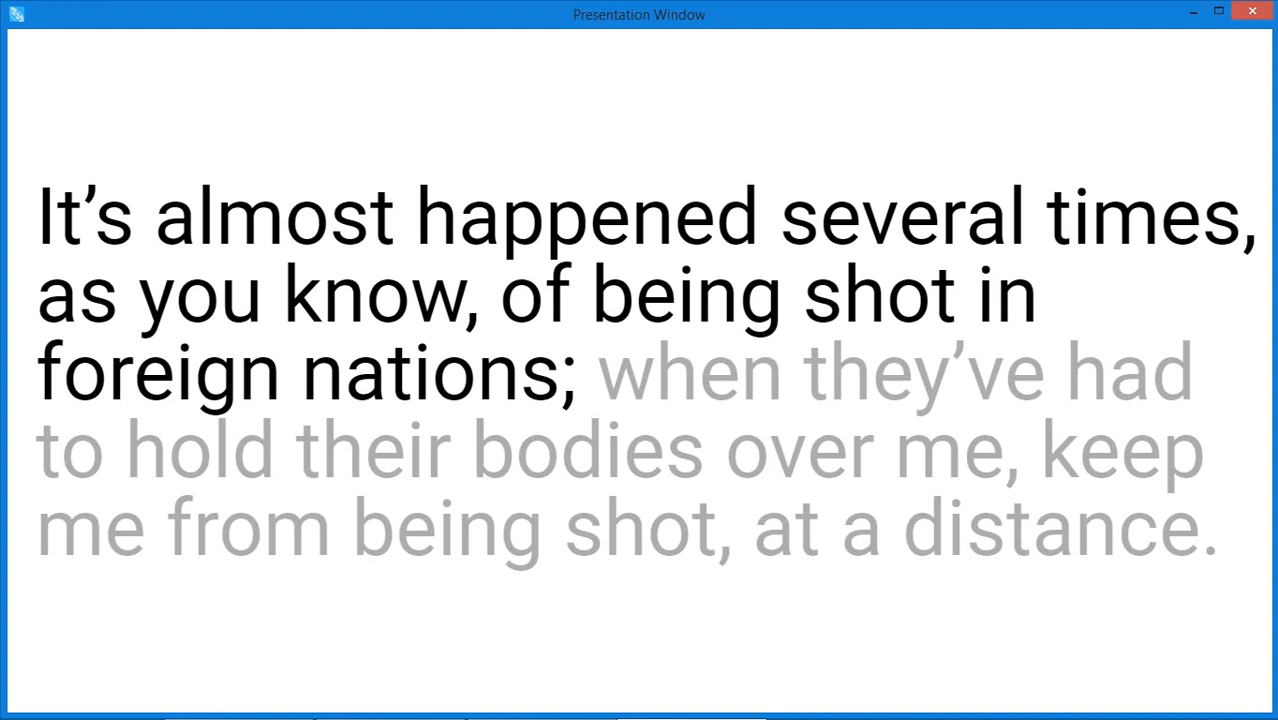 Presentation Window
It’s almost happened several times,
as you know, of being shot in
foreign nations; when they’ve had
to hold their bodies over me, keep
me from being shot, at a distance.